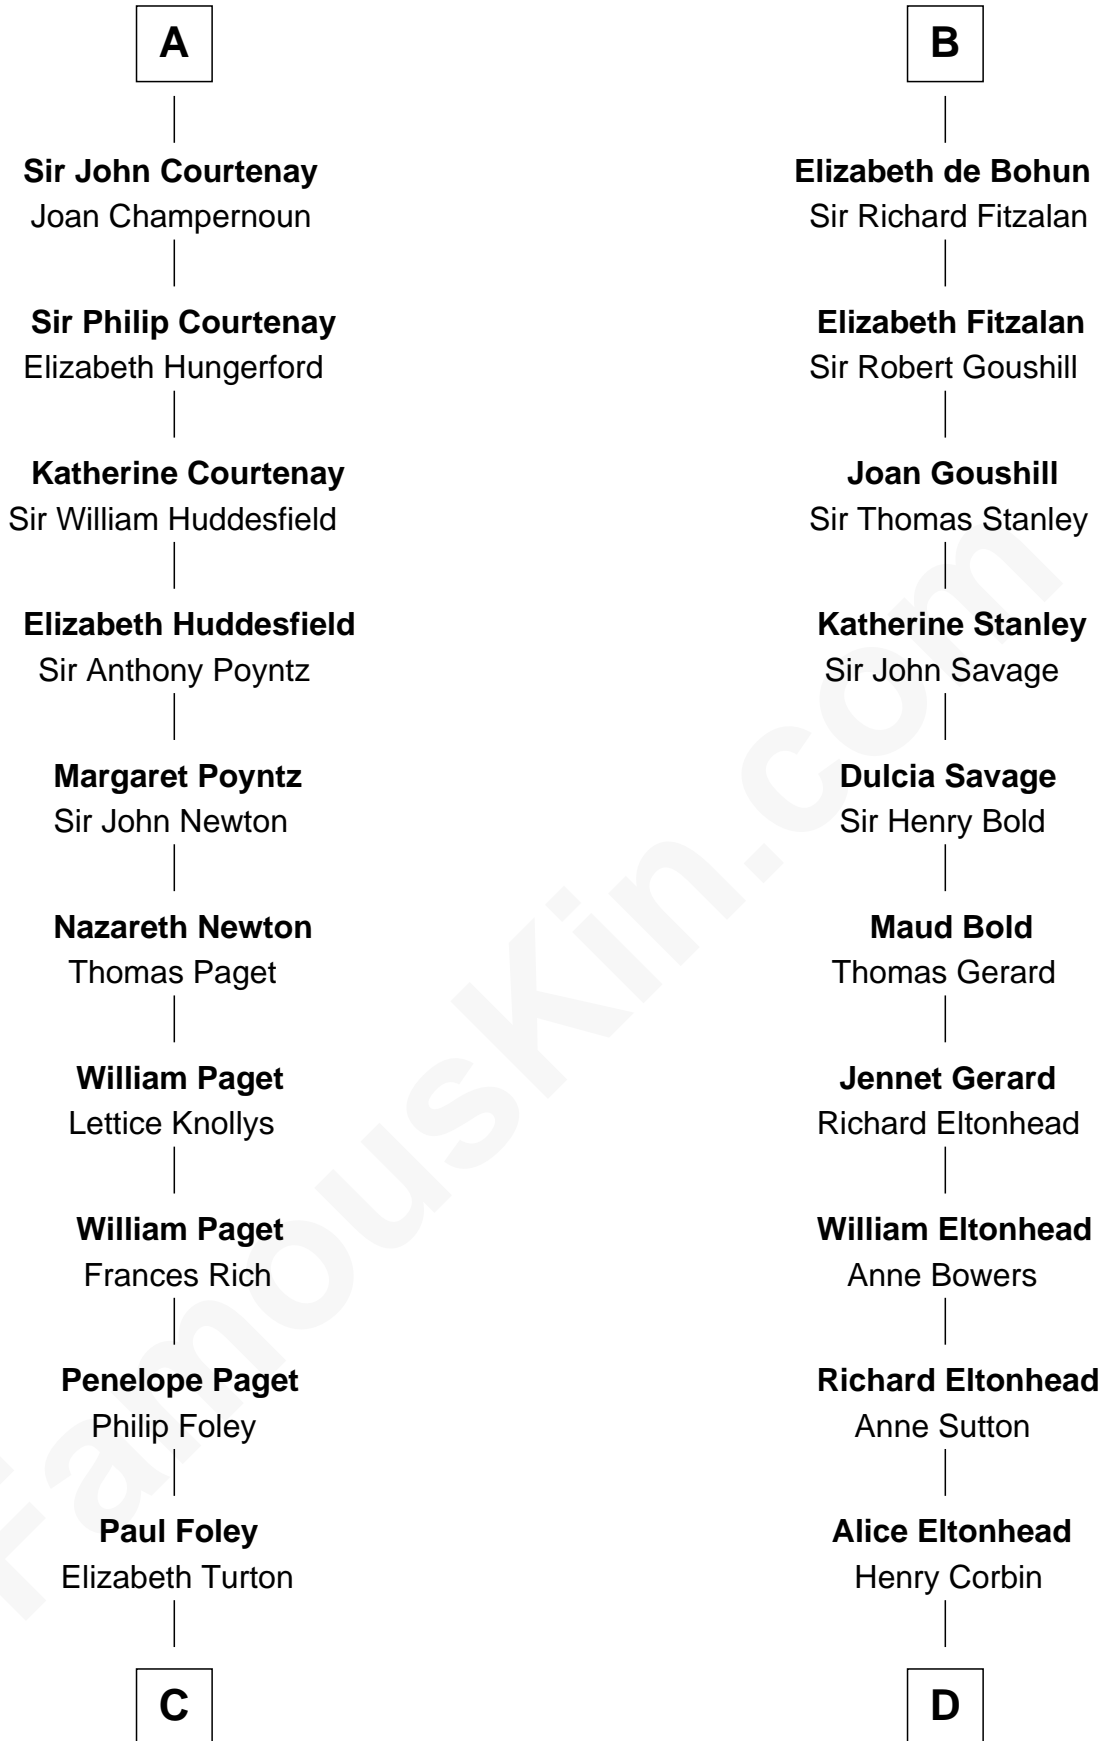 A
Sir John Courtenay
Joan Champernoun
Sir Philip Courtenay
Elizabeth Hungerford
Katherine Courtenay
Sir William Huddesfield
Elizabeth Huddesfield
Sir Anthony Poyntz
Margaret Poyntz
Sir John Newton
Nazareth Newton
Thomas Paget
William Paget
Lettice Knollys
William Paget
Frances Rich
Penelope Paget
Philip Foley
Paul Foley
Elizabeth Turton
C
B
Elizabeth de Bohun
Sir Richard Fitzalan
Elizabeth Fitzalan
Sir Robert Goushill
Joan Goushill
Sir Thomas Stanley
Katherine Stanley
Sir John Savage
Dulcia Savage
Sir Henry Bold
Maud Bold
Thomas Gerard
Jennet Gerard
Richard Eltonhead
William Eltonhead
Anne Bowers
Richard Eltonhead
Anne Sutton
Alice Eltonhead
Henry Corbin
D
FamousKin.com